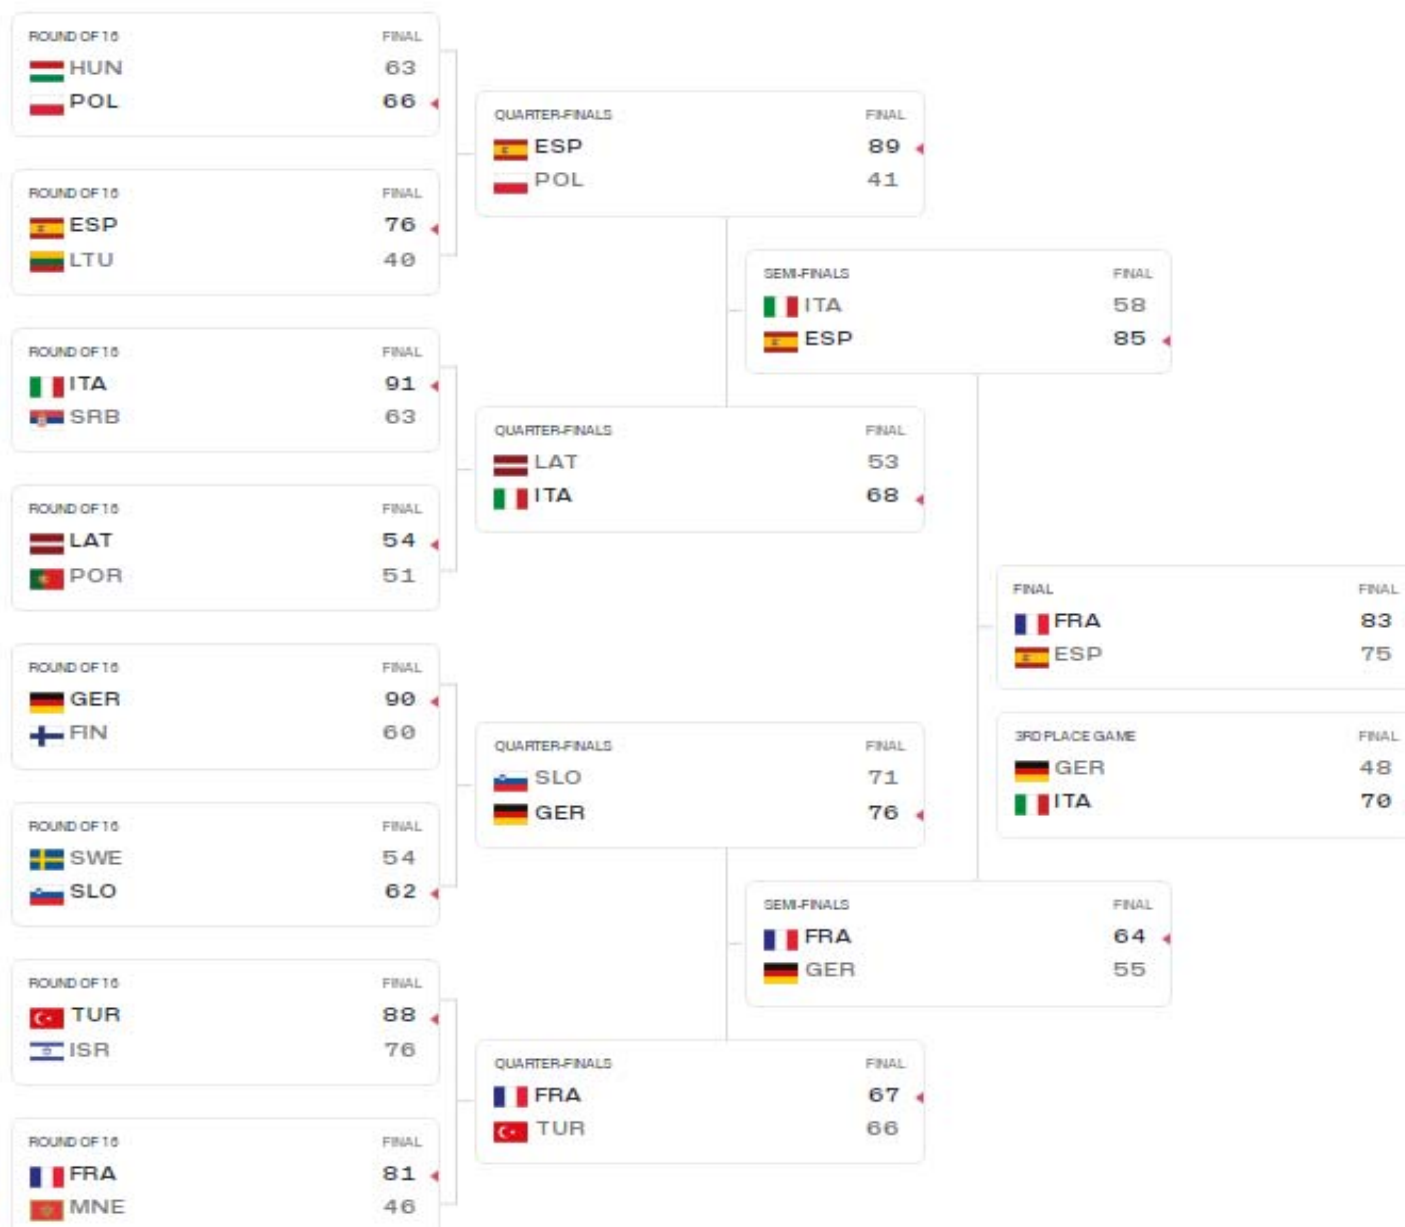 ROUND OF 16 FINAL
HUN 63
POL 66
ROUND OF 16 FINAL
ESP 76
LTU 40
ROUND OF 16 FINAL
ITA 91
SRB 63
ROUND OF 16 FINAL
LAT 54
POR 51
ROUND OF 16 FINAL
GER 90
FIN 60
ROUND OF 16 FINAL
SWE 54
SLO 62
ROUND OF 16 FINAL
TUR 88
ISR 76
ROUND OF 16 FINAL
FRA 81
MNE 46
QUARTER-FINALS FINAL
ESP 89
POL 41
QUARTER-FINALS FINAL
LAT 53
ITA 68
QUARTER-FINALS FINAL
SLO 71
GER 76
QUARTER-FINALS FINAL
FRA 67
TUR 66
SEMI-FINALS FINAL
ITA 58
ESP 85
SEMI-FINALS FINAL
FRA 64
GER 55
FINAL FINAL
FRA 83
ESP 75
3RD PLACE GAME FINAL
GER 48
ITA 70